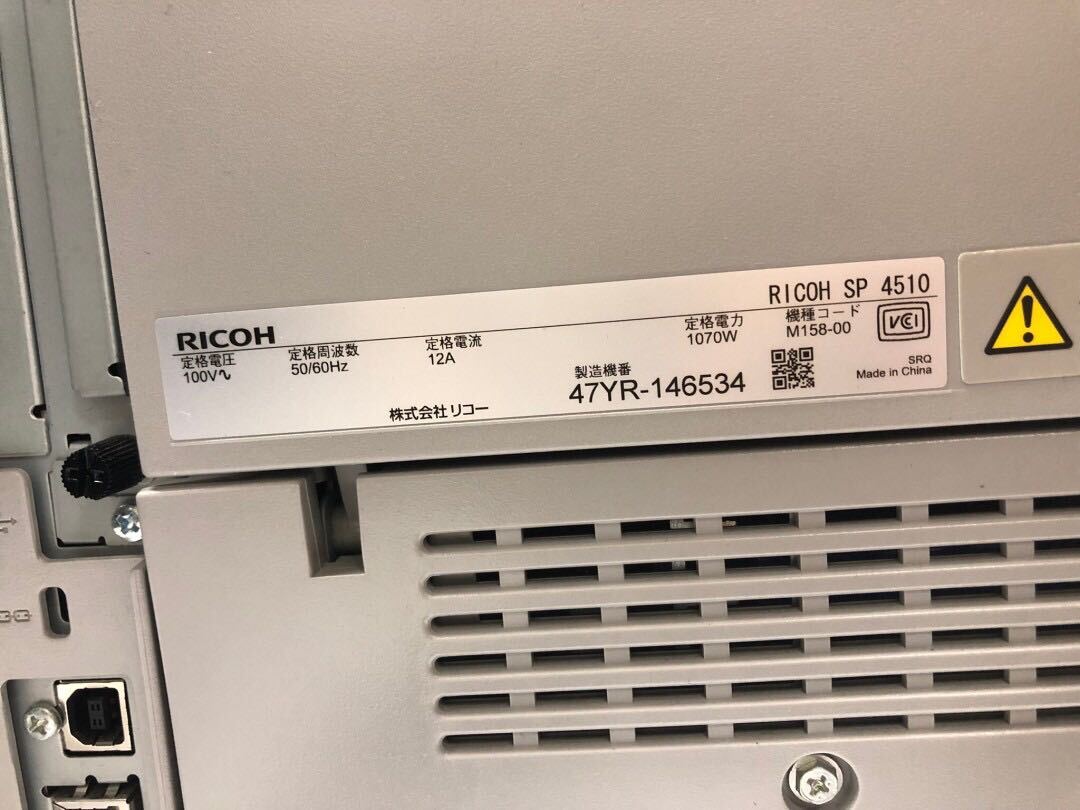 RICOH SP 4510
RICOH
定格電圧
100V∿
定格周波数
50/60Hz
定格電流
12A
定格電力
1070W
機種コード
M158-00
VCI
製造機番
47YR-146534
株式会社リコー
SRQ
Made in China